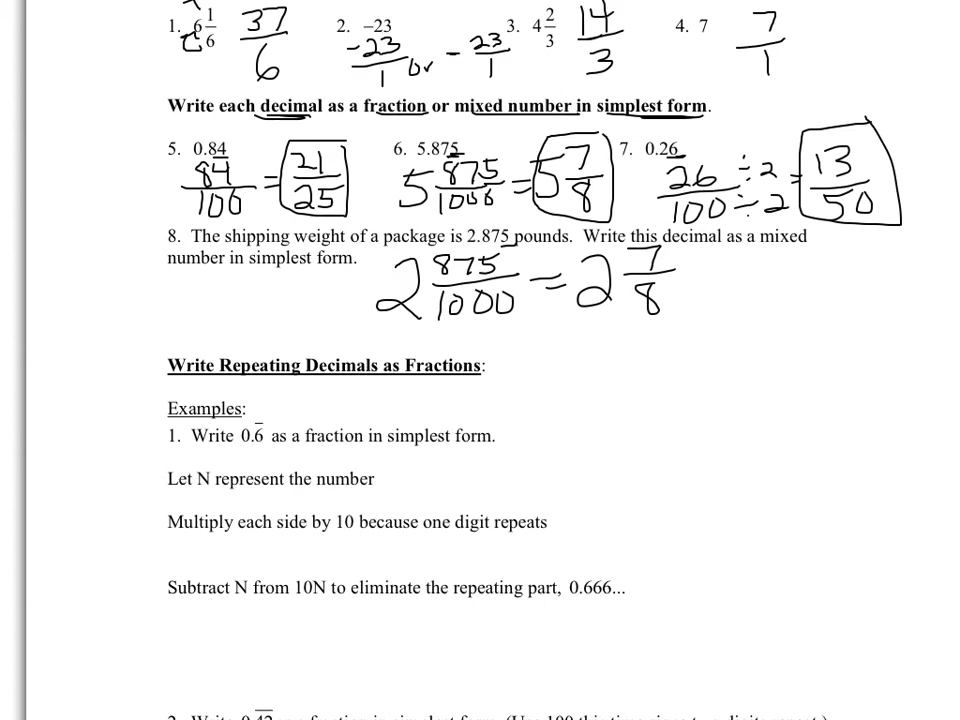 1. 6 1/6 37/6 2. –23 -23/1 or - 23/1 3. 4 2/3 14/3 4. 7 7/1
Write each decimal as a fraction or mixed number in simplest form.
5. 0.84 6. 5.875 7. 0.26
84/100 = 21/25 5 875/1000 = 5 7/8 26/100 ÷2/÷2 = 13/50
8. The shipping weight of a package is 2.875 pounds. Write this decimal as a mixed
number in simplest form.
2 875/1000 = 2 7/8
Write Repeating Decimals as Fractions:
Examples:
1. Write 0.6̅ as a fraction in simplest form.
Let N represent the number
Multiply each side by 10 because one digit repeats
Subtract N from 10N to eliminate the repeating part, 0.666...